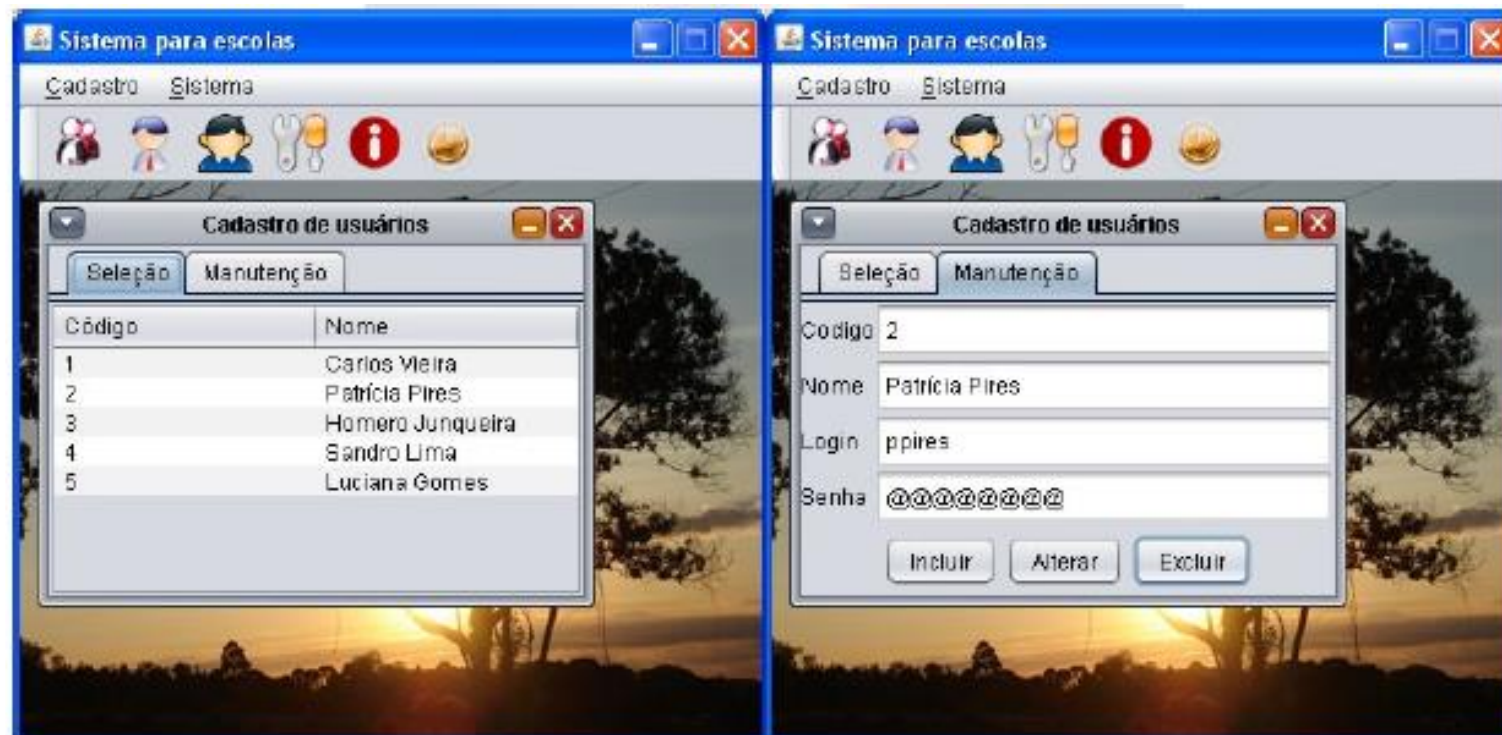 Sistema para escolas
Cadastro Sistema
Cadastro de usuários
Seleção Manutenção
Código Nome
1 Carlos Vieira
2 Patrícia Pires
3 Homero Junqueira
4 Sandro Lima
5 Luciana Gomes
Sistema para escolas
Cadastro Sistema
Cadastro de usuários
Seleção Manutenção
Codigo 2
Nome Patrícia Pires
Login ppires
Senha @@@@@@@@
Incluir Alterar Excluir